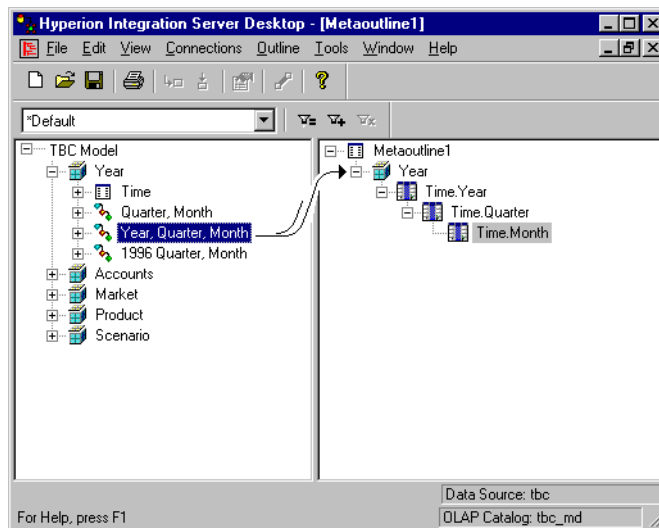 Hyperion Integration Server Desktop - [Metaoutline1]
File Edit View Connections Outline Tools Window Help
*Default
TBC Model
Year
Time
Quarter, Month
Year, Quarter, Month
1996 Quarter, Month
Accounts
Market
Product
Scenario
Metaoutline1
Year
Time.Year
Time.Quarter
Time.Month
Data Source: tbc
For Help, press F1
OLAP Catalog: tbc_md